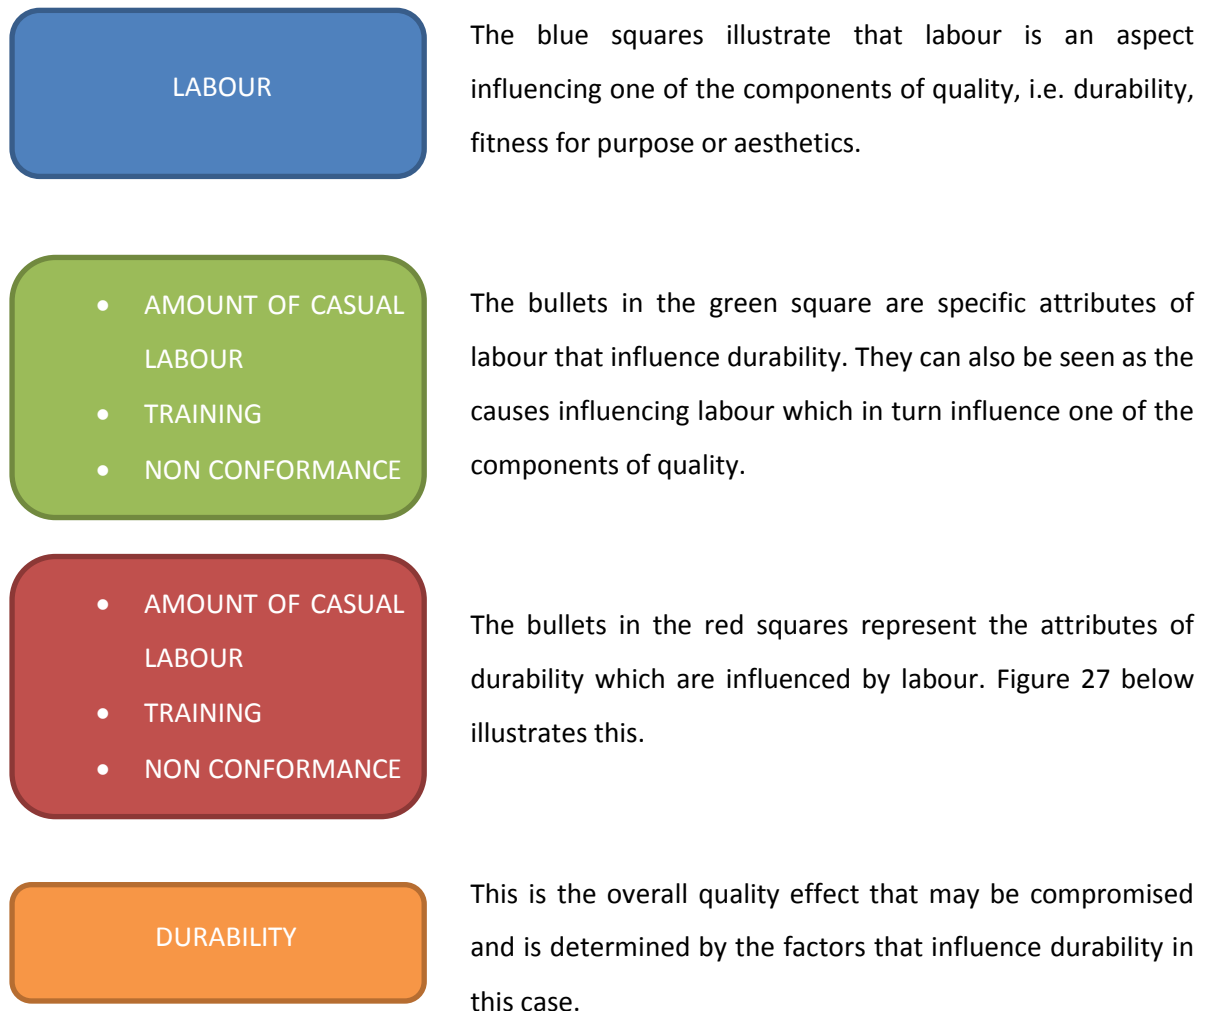 LABOUR
The blue squares illustrate that labour is an aspect
influencing one of the components of quality, i.e. durability,
fitness for purpose or aesthetics.
• AMOUNT OF CASUAL
LABOUR
• TRAINING
• NON CONFORMANCE
The bullets in the green square are specific attributes of
labour that influence durability. They can also be seen as the
causes influencing labour which in turn influence one of the
components of quality.
• AMOUNT OF CASUAL
LABOUR
• TRAINING
• NON CONFORMANCE
The bullets in the red squares represent the attributes of
durability which are influenced by labour. Figure 27 below
illustrates this.
DURABILITY
This is the overall quality effect that may be compromised
and is determined by the factors that influence durability in
this case.